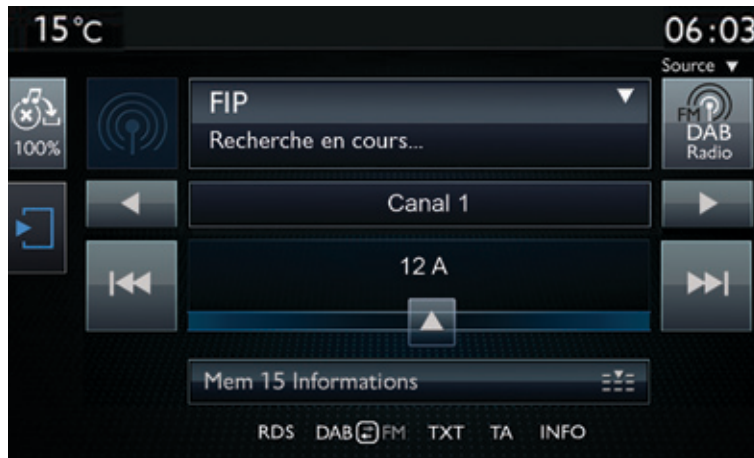 15°C
06:03
Source ▼
FIP
Recherche en cours...
100%
FM
DAB
Radio
Canal 1
12 A
Mem 15 Informations
RDS DAB FM TXT TA INFO